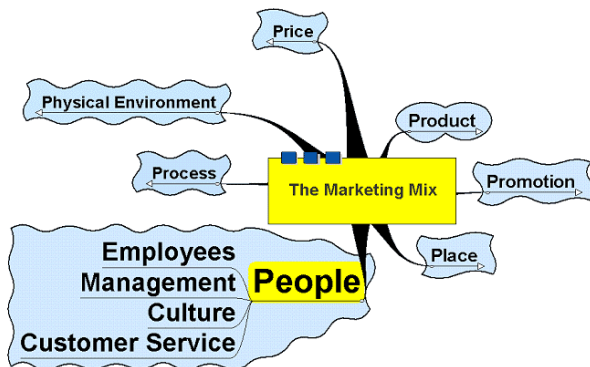 Price
Physical Environment
Product
Process
The Marketing Mix
Promotion
Place
People
Employees
Management
Culture
Customer Service